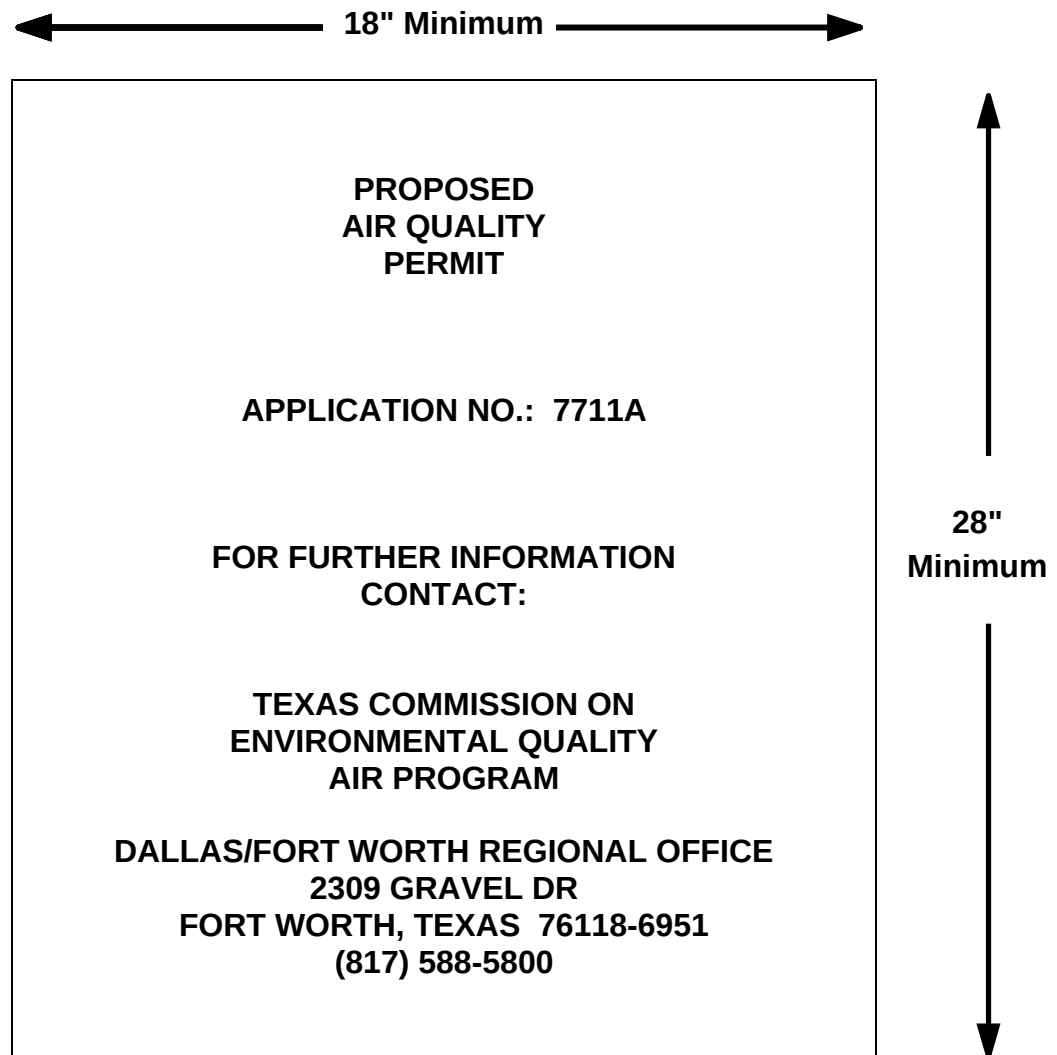 18" Minimum
PROPOSED
AIR QUALITY
PERMIT
APPLICATION NO.: 7711A
FOR FURTHER INFORMATION
CONTACT:
TEXAS COMMISSION ON
ENVIRONMENTAL QUALITY
AIR PROGRAM
DALLAS/FORT WORTH REGIONAL OFFICE
2309 GRAVEL DR
FORT WORTH, TEXAS  76118-6951
(817) 588-5800
28"
Minimum